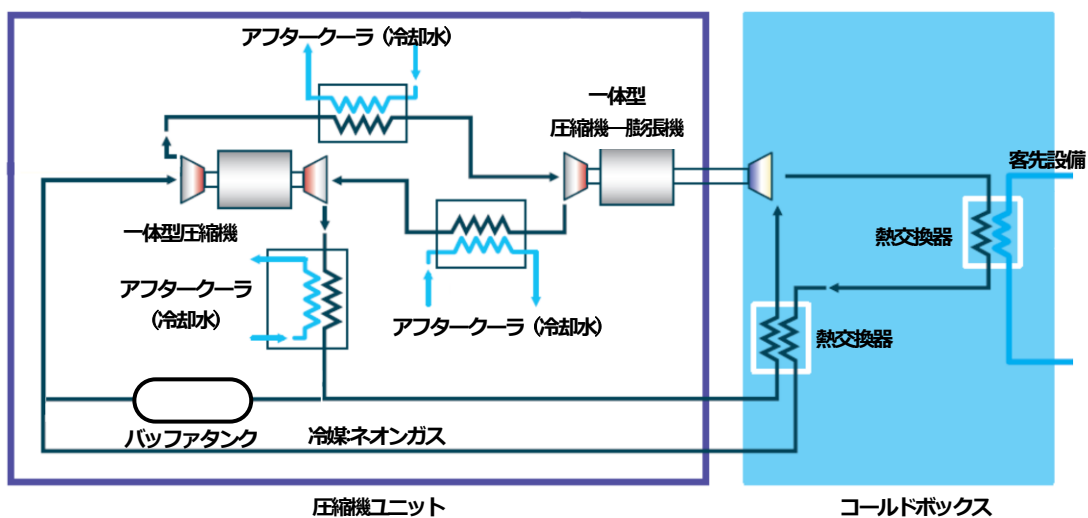 アフタークーラ（冷却水）
一体型
圧縮機ー膨張機
客先設備
一体型圧縮機
熱交換器
アフタークーラ
（冷却水）
アフタークーラ（冷却水）
熱交換器
バッファタンク
冷媒:ネオンガス
圧縮機ユニット
コールドボックス